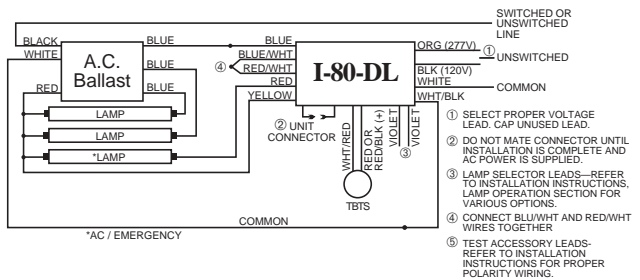 SWITCHED OR
UNSWITCHED
LINE
BLACK
BLUE
BLUE
ORG (277V)
①
UNSWITCHED
WHITE
A.C.
Ballast
BLUE
BLUE/WHT
④
RED/WHT
I-80-DL
BLK (120V)
RED
BLUE
RED
WHITE
COMMON
YELLOW
WHT/BLK
LAMP
LAMP
*LAMP
② UNIT
CONNECTOR
WHT/RED
RED OR
RED/BLK (+)
VIOLET
③
VIOLET
TBTS
COMMON
*AC / EMERGENCY
① SELECT PROPER VOLTAGE
LEAD. CAP UNUSED LEAD.
② DO NOT MATE CONNECTOR UNTIL
INSTALLATION IS COMPLETE AND
AC POWER IS SUPPLIED.
③ LAMP SELECTOR LEADS—REFER
TO INSTALLATION INSTRUCTIONS,
LAMP OPERATION SECTION FOR
VARIOUS OPTIONS.
④ CONNECT BLU/WHT AND RED/WHT
WIRES TOGETHER
⑤ TEST ACCESSORY LEADS-
REFER TO INSTALLATION
INSTRUCTIONS FOR PROPER
POLARITY WIRING.